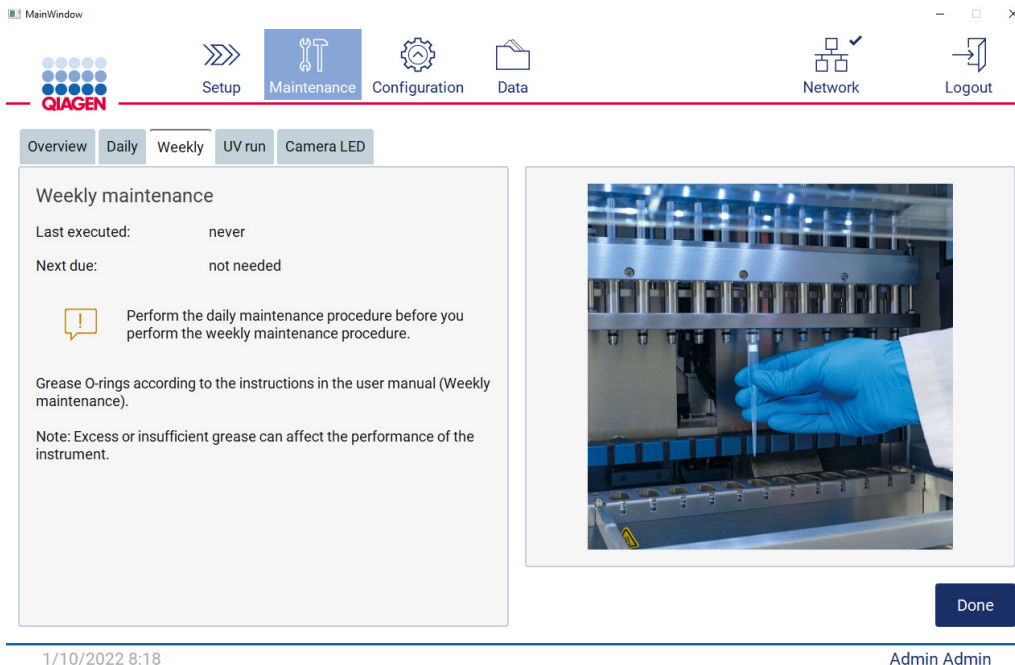 MainWindow
QIAGEN
Setup
Maintenance
Configuration
Data
Network
Logout
Overview
Daily
Weekly
UV run
Camera LED
Weekly maintenance
Last executed: never
Next due: not needed
Perform the daily maintenance procedure before you
perform the weekly maintenance procedure.
Grease O-rings according to the instructions in the user manual (Weekly
maintenance).
Note: Excess or insufficient grease can affect the performance of the
instrument.
Done
1/10/2022 8:18
Admin Admin